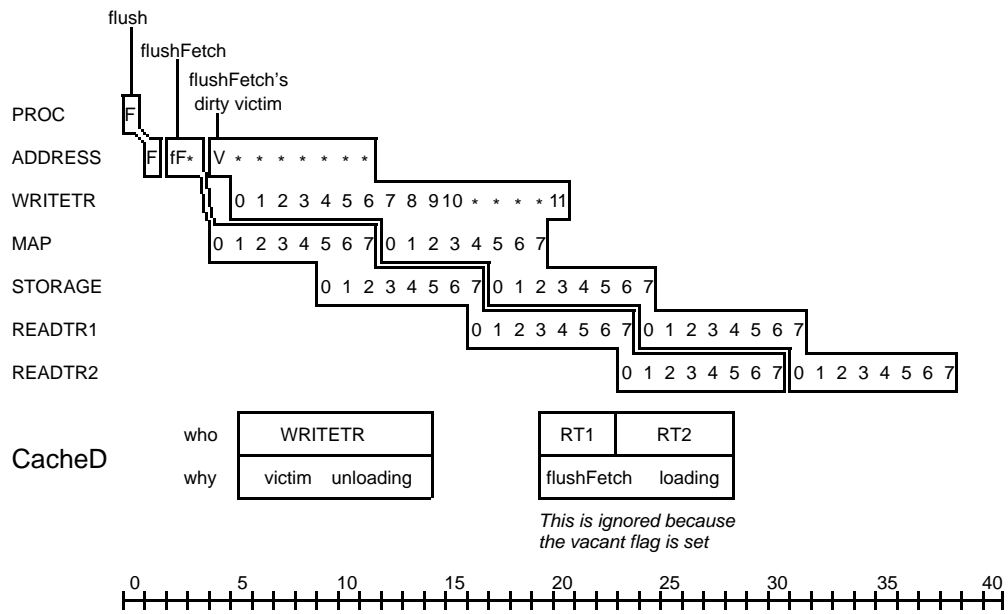 flush
flushFetch
flushFetch's
dirty victim
PROC F
ADDRESS F fF* V * * * * * * *
WRITETR 0 1 2 3 4 5 6 7 8 9 10 * * * * 11
MAP 0 1 2 3 4 5 6 7 0 1 2 3 4 5 6 7
STORAGE 0 1 2 3 4 5 6 7 0 1 2 3 4 5 6 7
READTR1 0 1 2 3 4 5 6 7 0 1 2 3 4 5 6 7
READTR2 0 1 2 3 4 5 6 7 0 1 2 3 4 5 6 7
CacheD
who WRITETR RT1 RT2
why victim unloading flushFetch loading
This is ignored because
the vacant flag is set
0 5 10 15 20 25 30 35 40